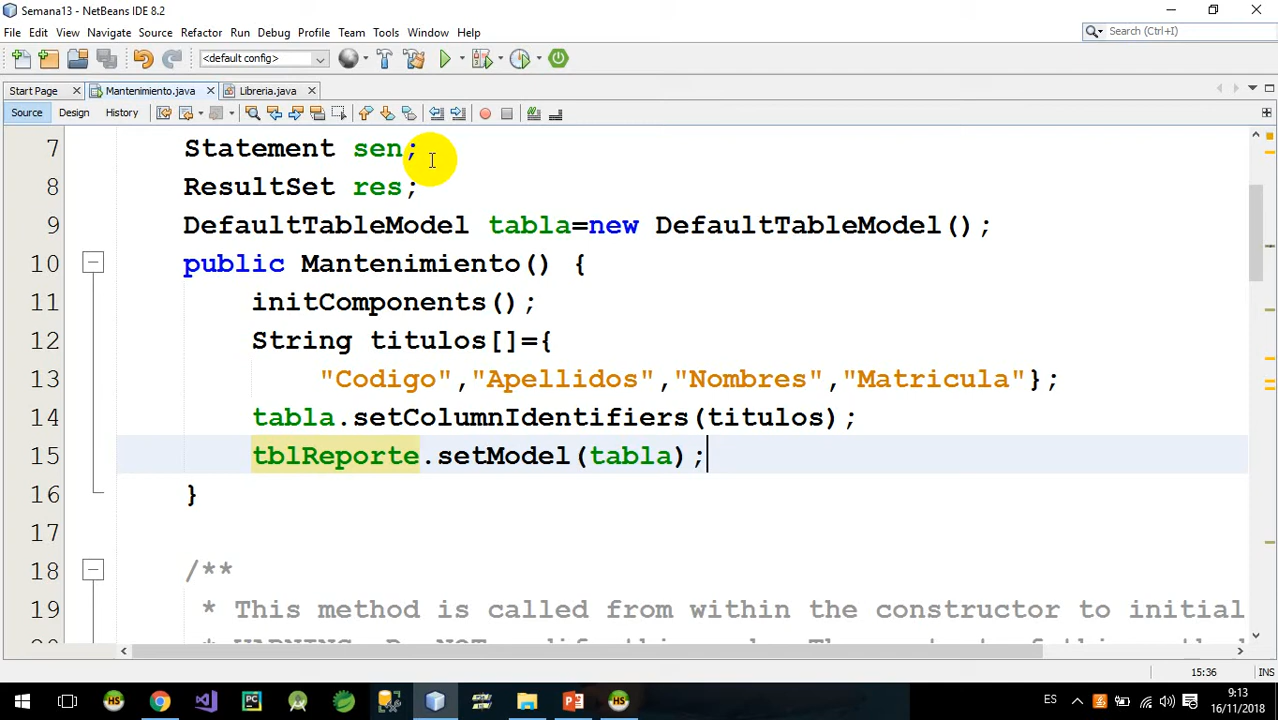 Semana13 - NetBeans IDE 8.2
File Edit View Navigate Source Refactor Run Debug Profile Team Tools Window Help
Search (Ctrl+I)
<default config>
Start Page Mantenimiento.java Libreria.java
Source Design History
7 Statement sen;
8 ResultSet res;
9 DefaultTableModel tabla=new DefaultTableModel();
10 public Mantenimiento() {
11 initComponents();
12 String titulos[]={
13 "Codigo","Apellidos","Nombres","Matricula"};
14 tabla.setColumnIdentifiers(titulos);
15 tblReporte.setModel(tabla);
16 }
17
18 /**
19 * This method is called from within the constructor to initial
15:36 INS
ES 9:13
16/11/2018